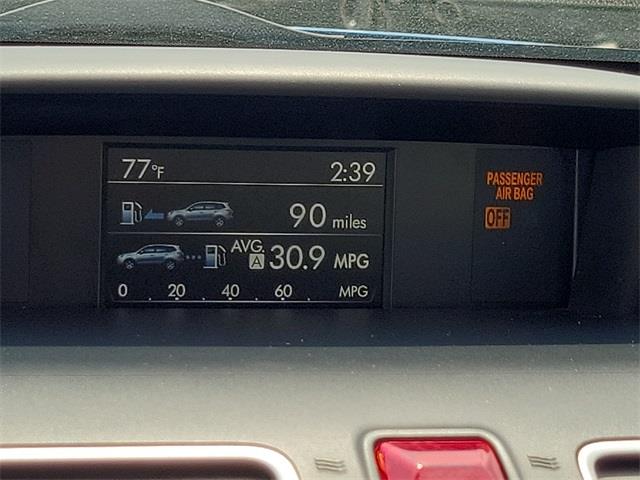 77°F 2:39
90 miles
AVG.
A 30.9 MPG
0 . 20 . 40 . 60 . MPG
PASSENGER
AIR BAG
OFF